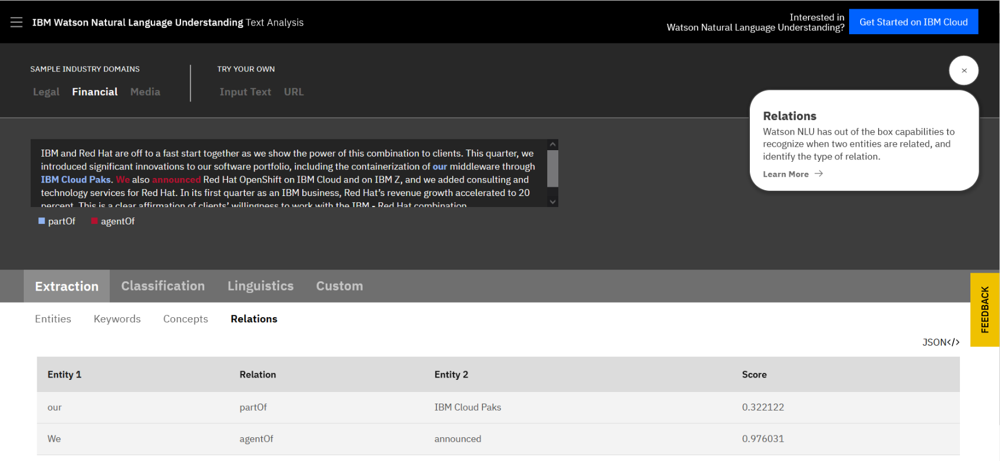 IBM Watson Natural Language Understanding Text Analysis
Interested in
Watson Natural Language Understanding?
Get Started on IBM Cloud
SAMPLE INDUSTRY DOMAINS
TRY YOUR OWN
Legal Financial Media
Input Text URL
×
Relations
Watson NLU has out of the box capabilities to
recognize when two entities are related, and
identify the type of relation.
Learn More →
IBM and Red Hat are off to a fast start together as we show the power of this combination to clients. This quarter, we
introduced significant innovations to our software portfolio, including the containerization of our middleware through
IBM Cloud Paks. We also announced Red Hat OpenShift on IBM Cloud and on IBM Z, and we added consulting and
technology services for Red Hat. In its first quarter as an IBM business, Red Hat’s revenue growth accelerated to 20
percent. This is a clear affirmation of clients’ willingness to work with the IBM - Red Hat combination.
partOf agentOf
Extraction Classification Linguistics Custom
FEEDBACK
Entities Keywords Concepts Relations
JSON</>
Entity 1 Relation Entity 2 Score
our partOf IBM Cloud Paks 0.322122
We agentOf announced 0.976031